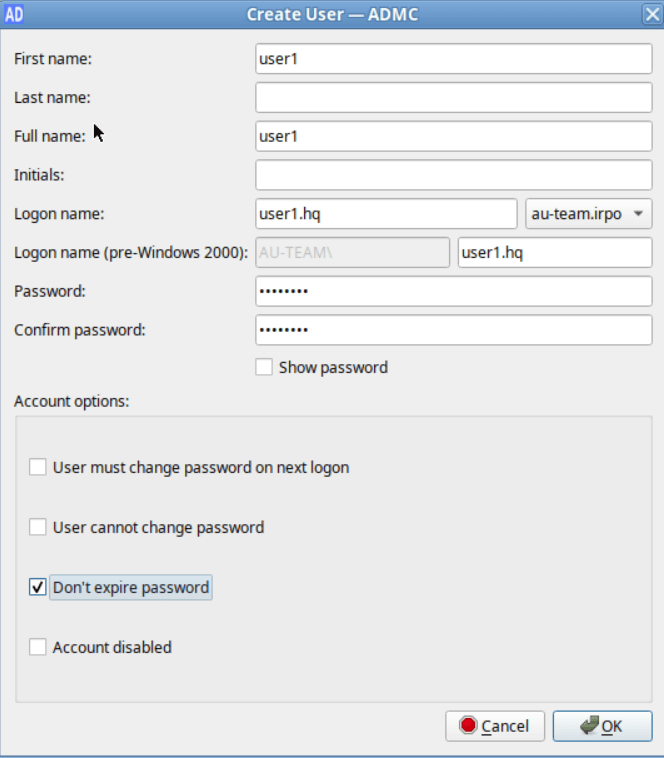 AD Create User — ADMC
First name: user1
Last name:
Full name: user1
Initials:
Logon name: user1.hq au-team.irpo
Logon name (pre-Windows 2000): AU-TEAM\ user1.hq
Password: ••••••••
Confirm password: ••••••••
Show password
Account options:
User must change password on next logon
User cannot change password
Don't expire password
Account disabled
Cancel OK